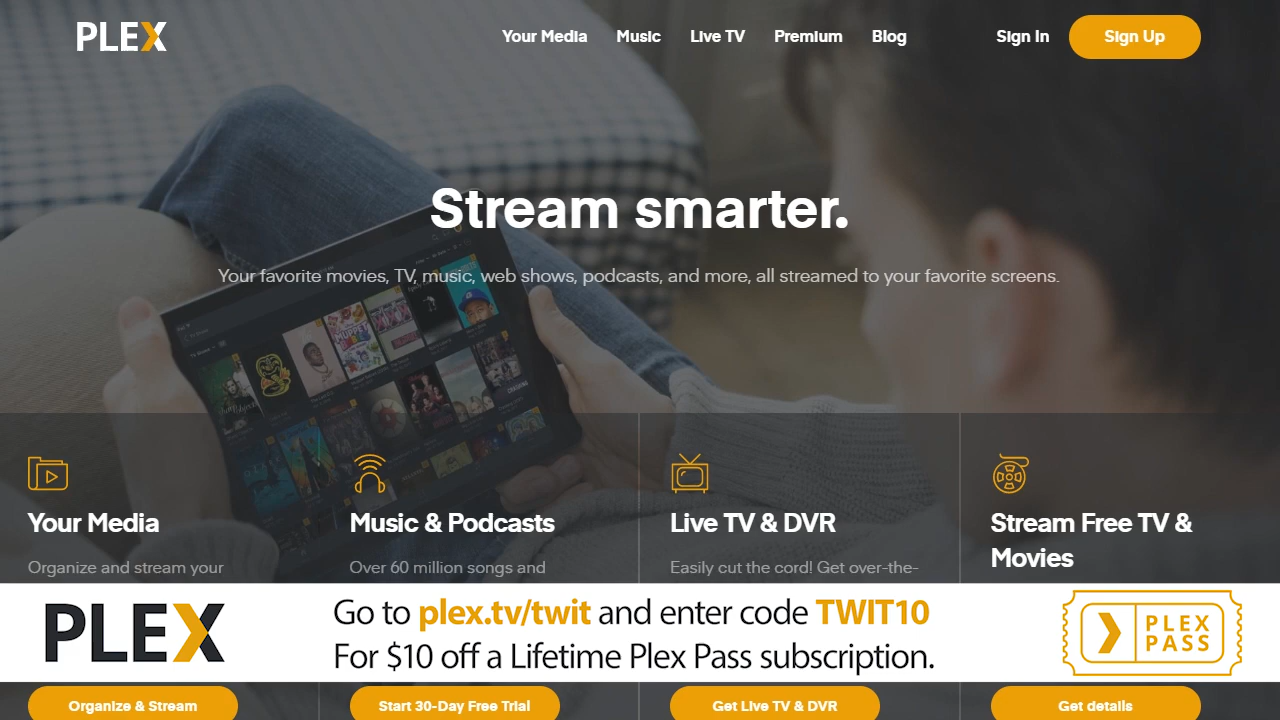 PLEX
Your Media Music Live TV Premium Blog Sign In Sign Up
Stream smarter.
Your favorite movies, TV, music, web shows, podcasts, and more, all streamed to your favorite screens.
Your Media
Organize and stream your
Music & Podcasts
Over 60 million songs and
Live TV & DVR
Easily cut the cord! Get over-the-
Stream Free TV &
Movies
PLEX
Go to plex.tv/twit and enter code TWIT10
For $10 off a Lifetime Plex Pass subscription.
PLEX
PASS
Organize & Stream
Start 30-Day Free Trial
Get Live TV & DVR
Get details